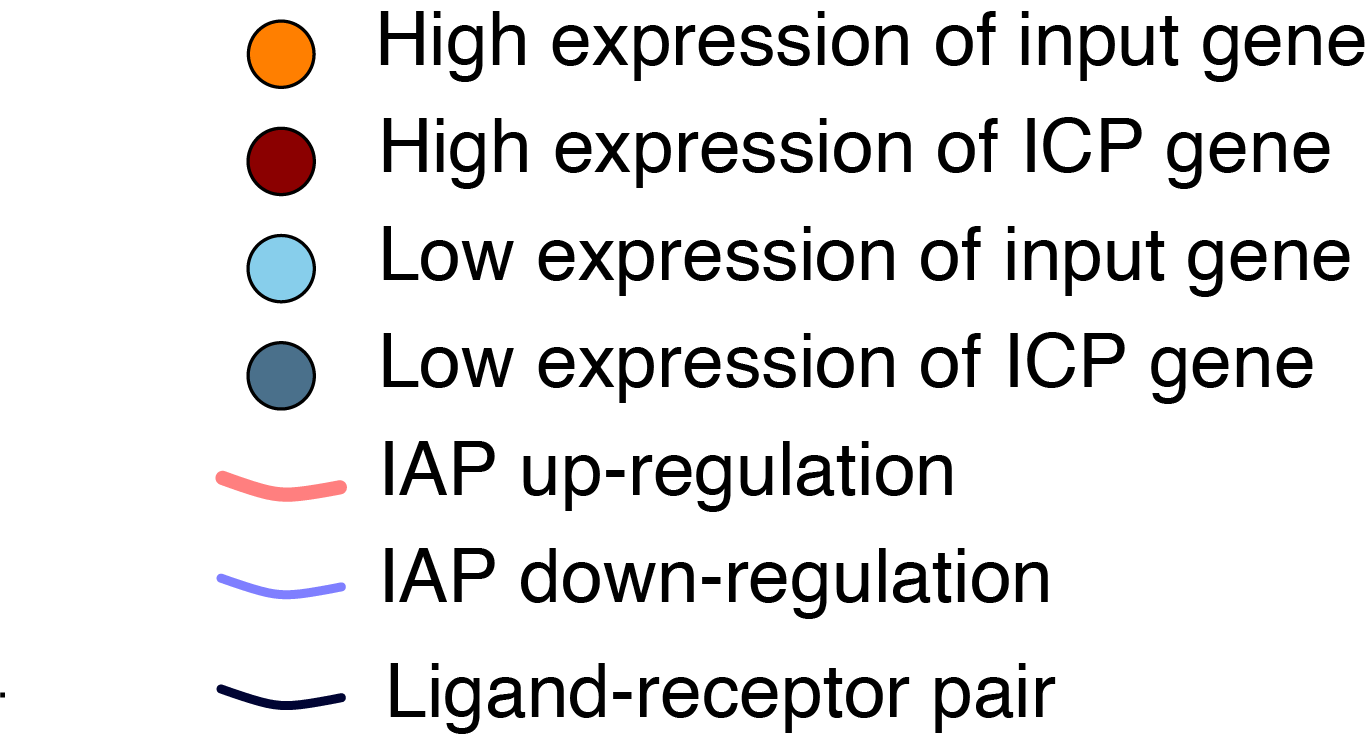 High expression of input gene
High expression of ICP gene
Low expression of input gene
Low expression of ICP gene
IAP up-regulation
IAP down-regulation
Ligand-receptor pair